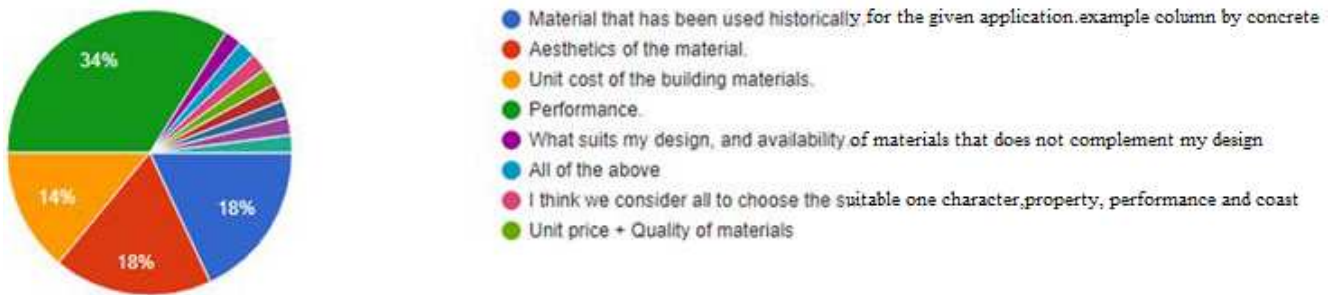 34%
14%
18%
18%
Material that has been used historically for the given application.example column by concrete
Aesthetics of the material.
Unit cost of the building materials.
Performance.
What suits my design, and availability of materials that does not complement my design
All of the above
I think we consider all to choose the suitable one character,property, performance and coast
Unit price + Quality of materials